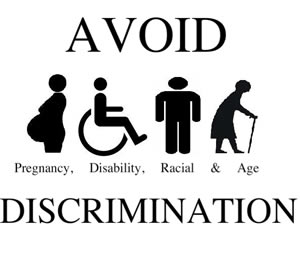 AVOID
Pregnancy, Disability, Racial & Age
DISCRIMINATION